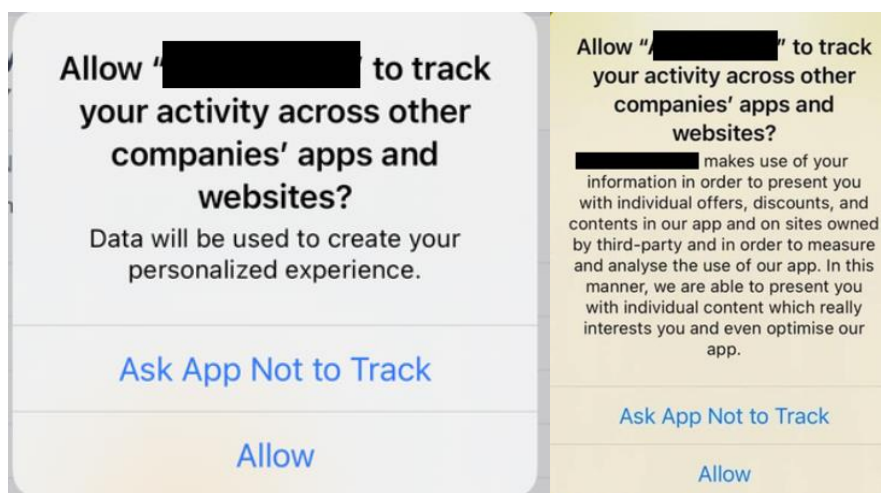 Allow “ ” to track
your activity across other
companies’ apps and
websites?
Data will be used to create your
personalized experience.
Ask App Not to Track
Allow
Allow “ ” to track
your activity across other
companies’ apps and
websites?
makes use of your
information in order to present you
with individual offers, discounts, and
contents in our app and on sites owned
by third-party and in order to measure
and analyse the use of our app. In this
manner, we are able to present you
with individual content which really
interests you and even optimise our
app.
Ask App Not to Track
Allow